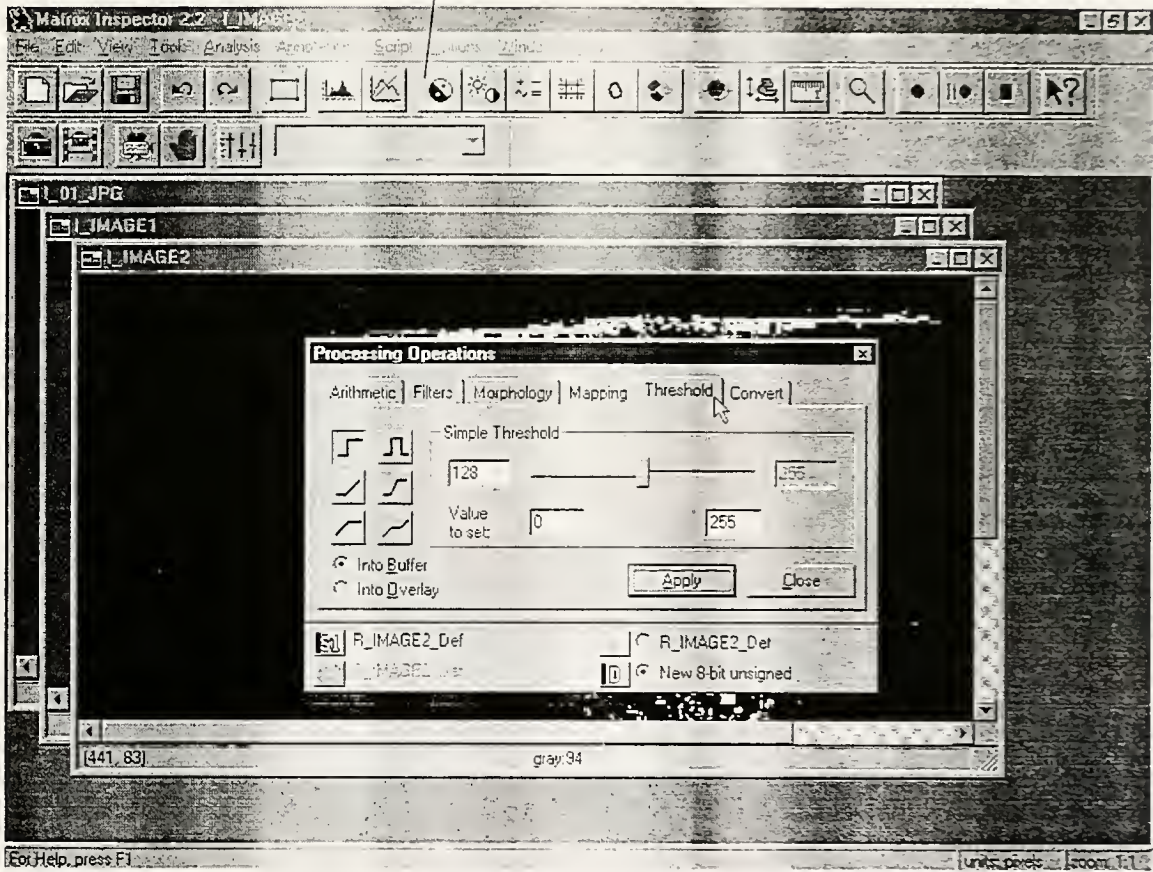 Matrox Inspector 2.2 - I_IMAGE
File Edit View Tools Analysis Script
I_01_JPG
I_IMAGE1
I_IMAGE2
Processing Operations
Arithmetic Filters Morphology Mapping Threshold Convert
Simple Threshold
128 255
Value to set: 0 255
Into Buffer
Into Overlay
Apply Close
R_IMAGE2_Def R_IMAGE2_Def
New 8-bit unsigned
[441, 83] gray:94
For Help, press F1 units: pixels zoom: 1:1